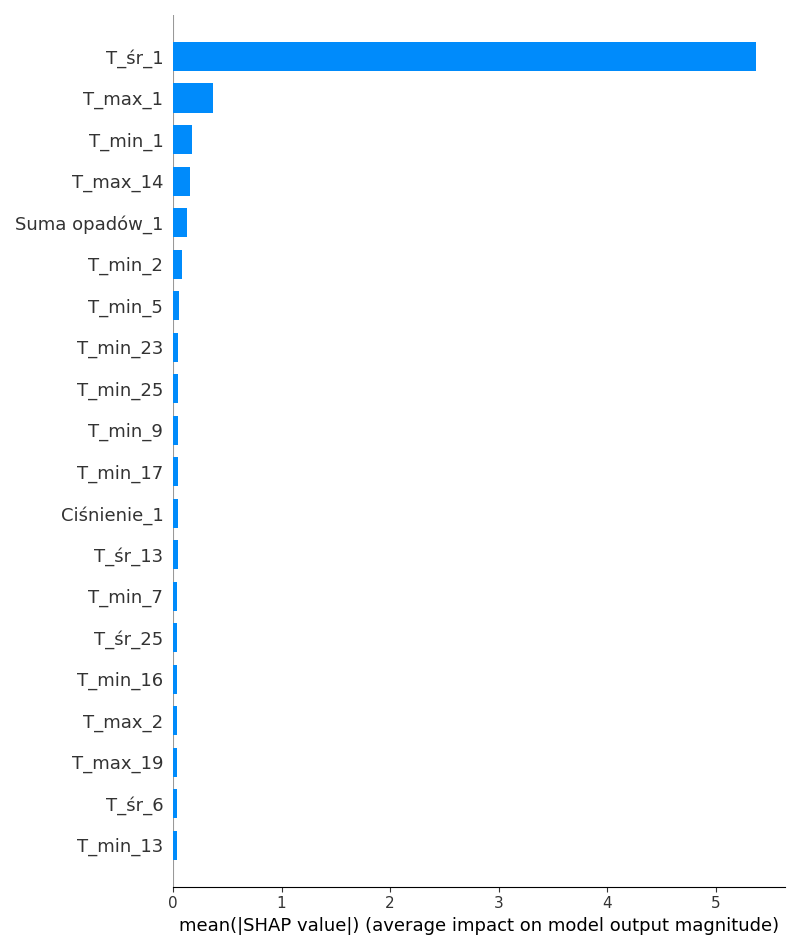 T_śr_1
T_max_1
T_min_1
T_max_14
Suma opadów_1
T_min_2
T_min_5
T_min_23
T_min_25
T_min_9
T_min_17
Ciśnienie_1
T_śr_13
T_min_7
T_śr_25
T_min_16
T_max_2
T_max_19
T_śr_6
T_min_13
0 1 2 3 4 5
mean(|SHAP value|) (average impact on model output magnitude)